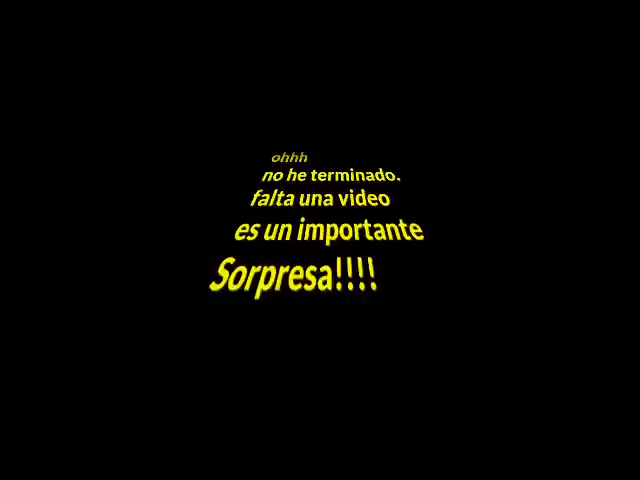 ohhh
no he terminado.
falta una video
es un importante
Sorpresa!!!!